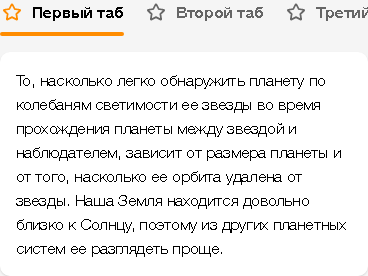 Первый таб Второй таб Третий
То, насколько легко обнаружить планету по
колебаням светимости ее звезды во время
прохождения планеты между звездой и
наблюдателем, зависит от размера планеты и
от того, насколько ее орбита удалена от
звезды. Наша Земля находится довольно
близко к Солнцу, поэтому из других планетных
систем ее разглядеть проще.